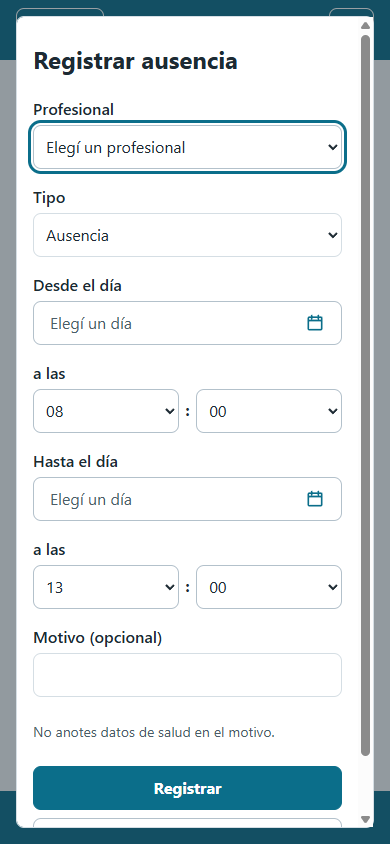 Registrar ausencia
Profesional
Elegí un profesional
Tipo
Ausencia
Desde el día
Elegí un día
a las
08 : 00
Hasta el día
Elegí un día
a las
13 : 00
Motivo (opcional)
No anotes datos de salud en el motivo.
Registrar